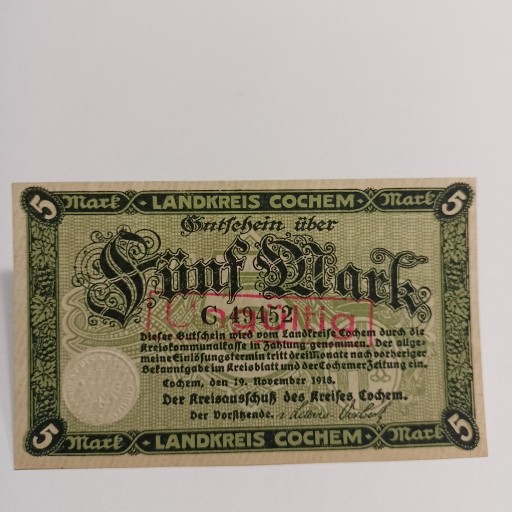 5 Mark LANDKREIS COCHEM Mark 5
Gutschein über
Fünf Mark
C 49452
Ungültig
Dieser Gutschein wird vom Landkreise Cochem durch die
Kreiskommunalkasse in Zahlung genommen. Der allge-
meine Einlösungstermin tritt drei Monate nach vorheriger
Bekanntgabe im Kreisblatt und der Cochemer Zeitung ein.
Cochem, den 19. November 1918.
Der Kreisausschuß des Kreises Cochem.
Der Vorsitzende.
5 Mark LANDKREIS COCHEM Mark 5